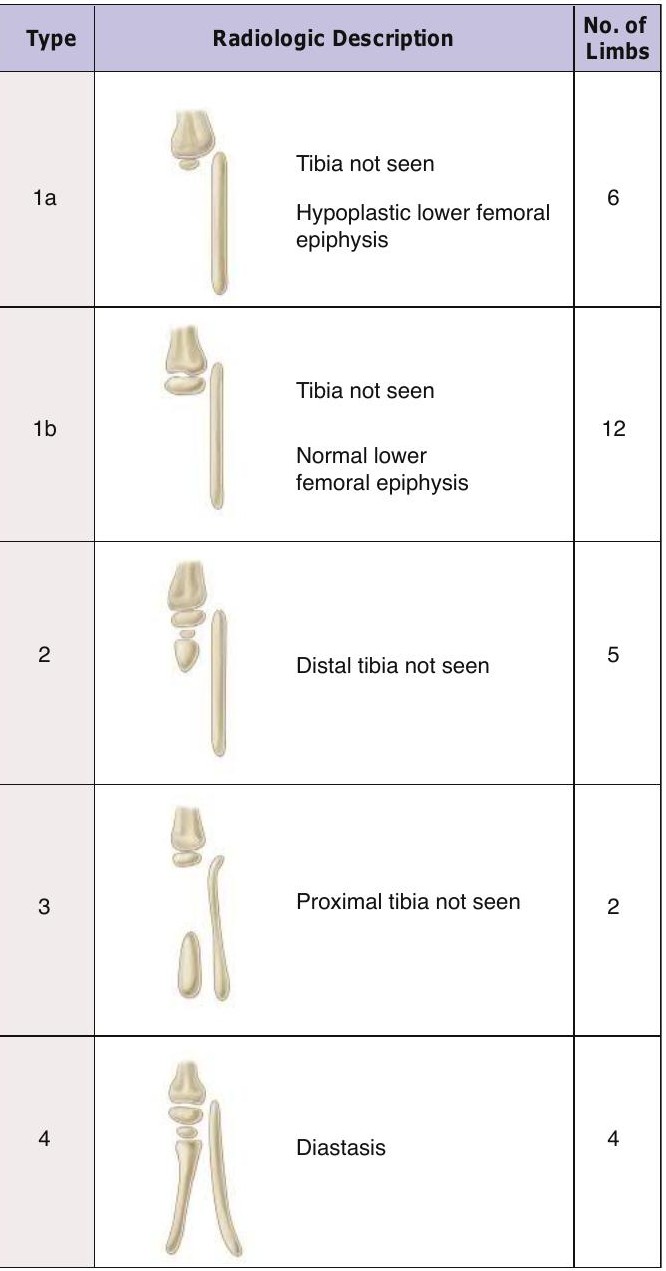 Type Radiologic Description No. of
Limbs
1a Tibia not seen 6
Hypoplastic lower femoral
epiphysis
1b Tibia not seen 12
Normal lower
femoral epiphysis
2 Distal tibia not seen 5
3 Proximal tibia not seen 2
4 Diastasis 4